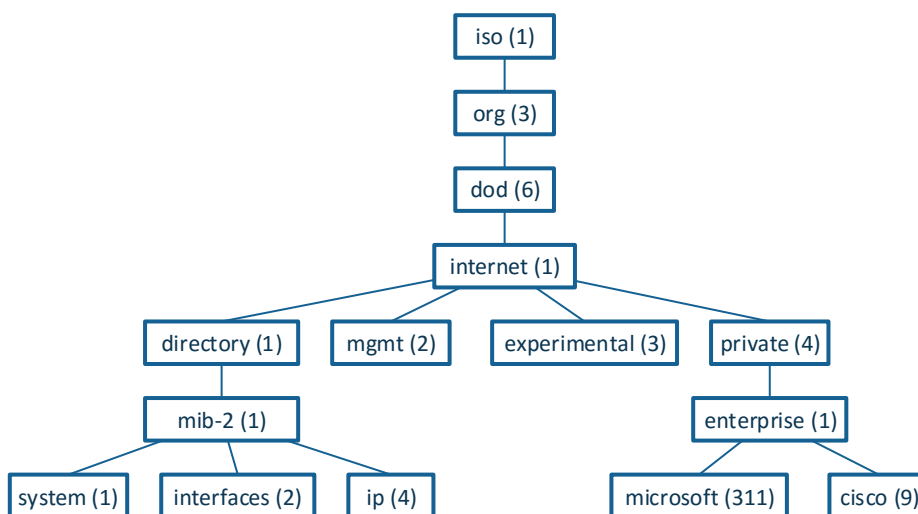 iso (1)
org (3)
dod (6)
internet (1)
directory (1)
mgmt (2)
experimental (3)
private (4)
mib-2 (1)
enterprise (1)
system (1)
interfaces (2)
ip (4)
microsoft (311)
cisco (9)